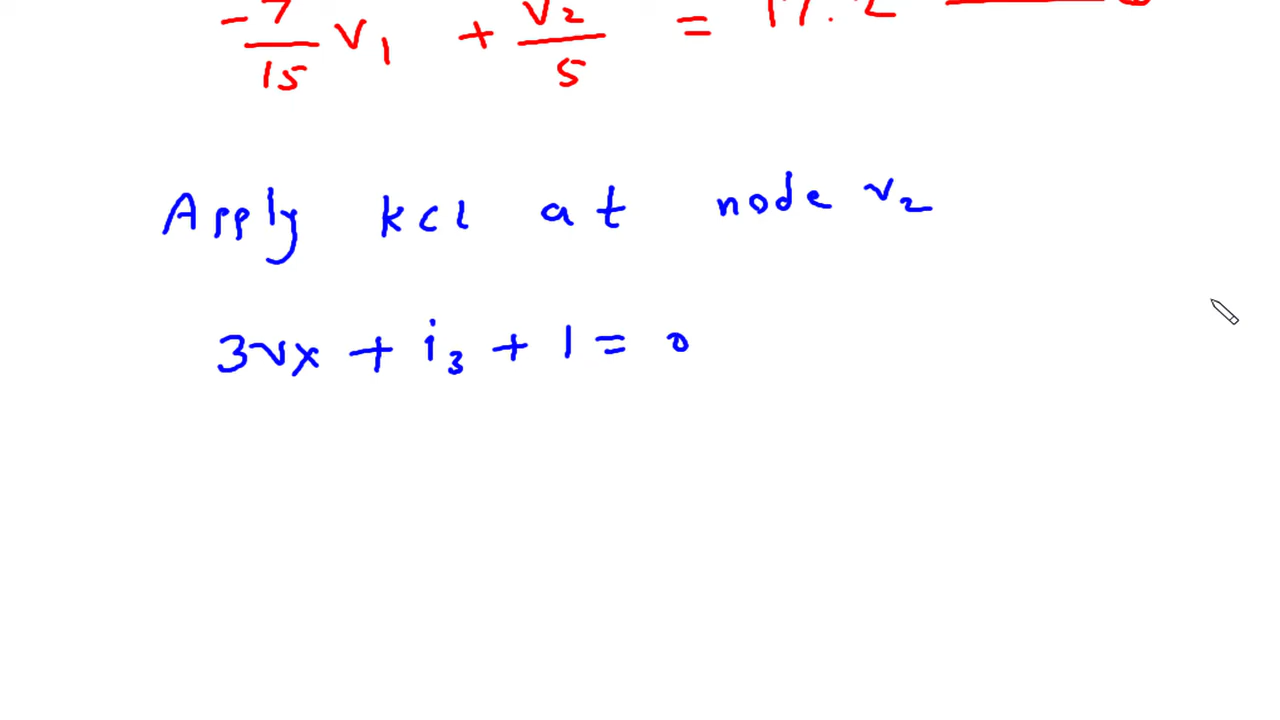 -7/15 v1 + v2/5 =
Apply kcl at node v2
3vx + i3 + 1 = 0